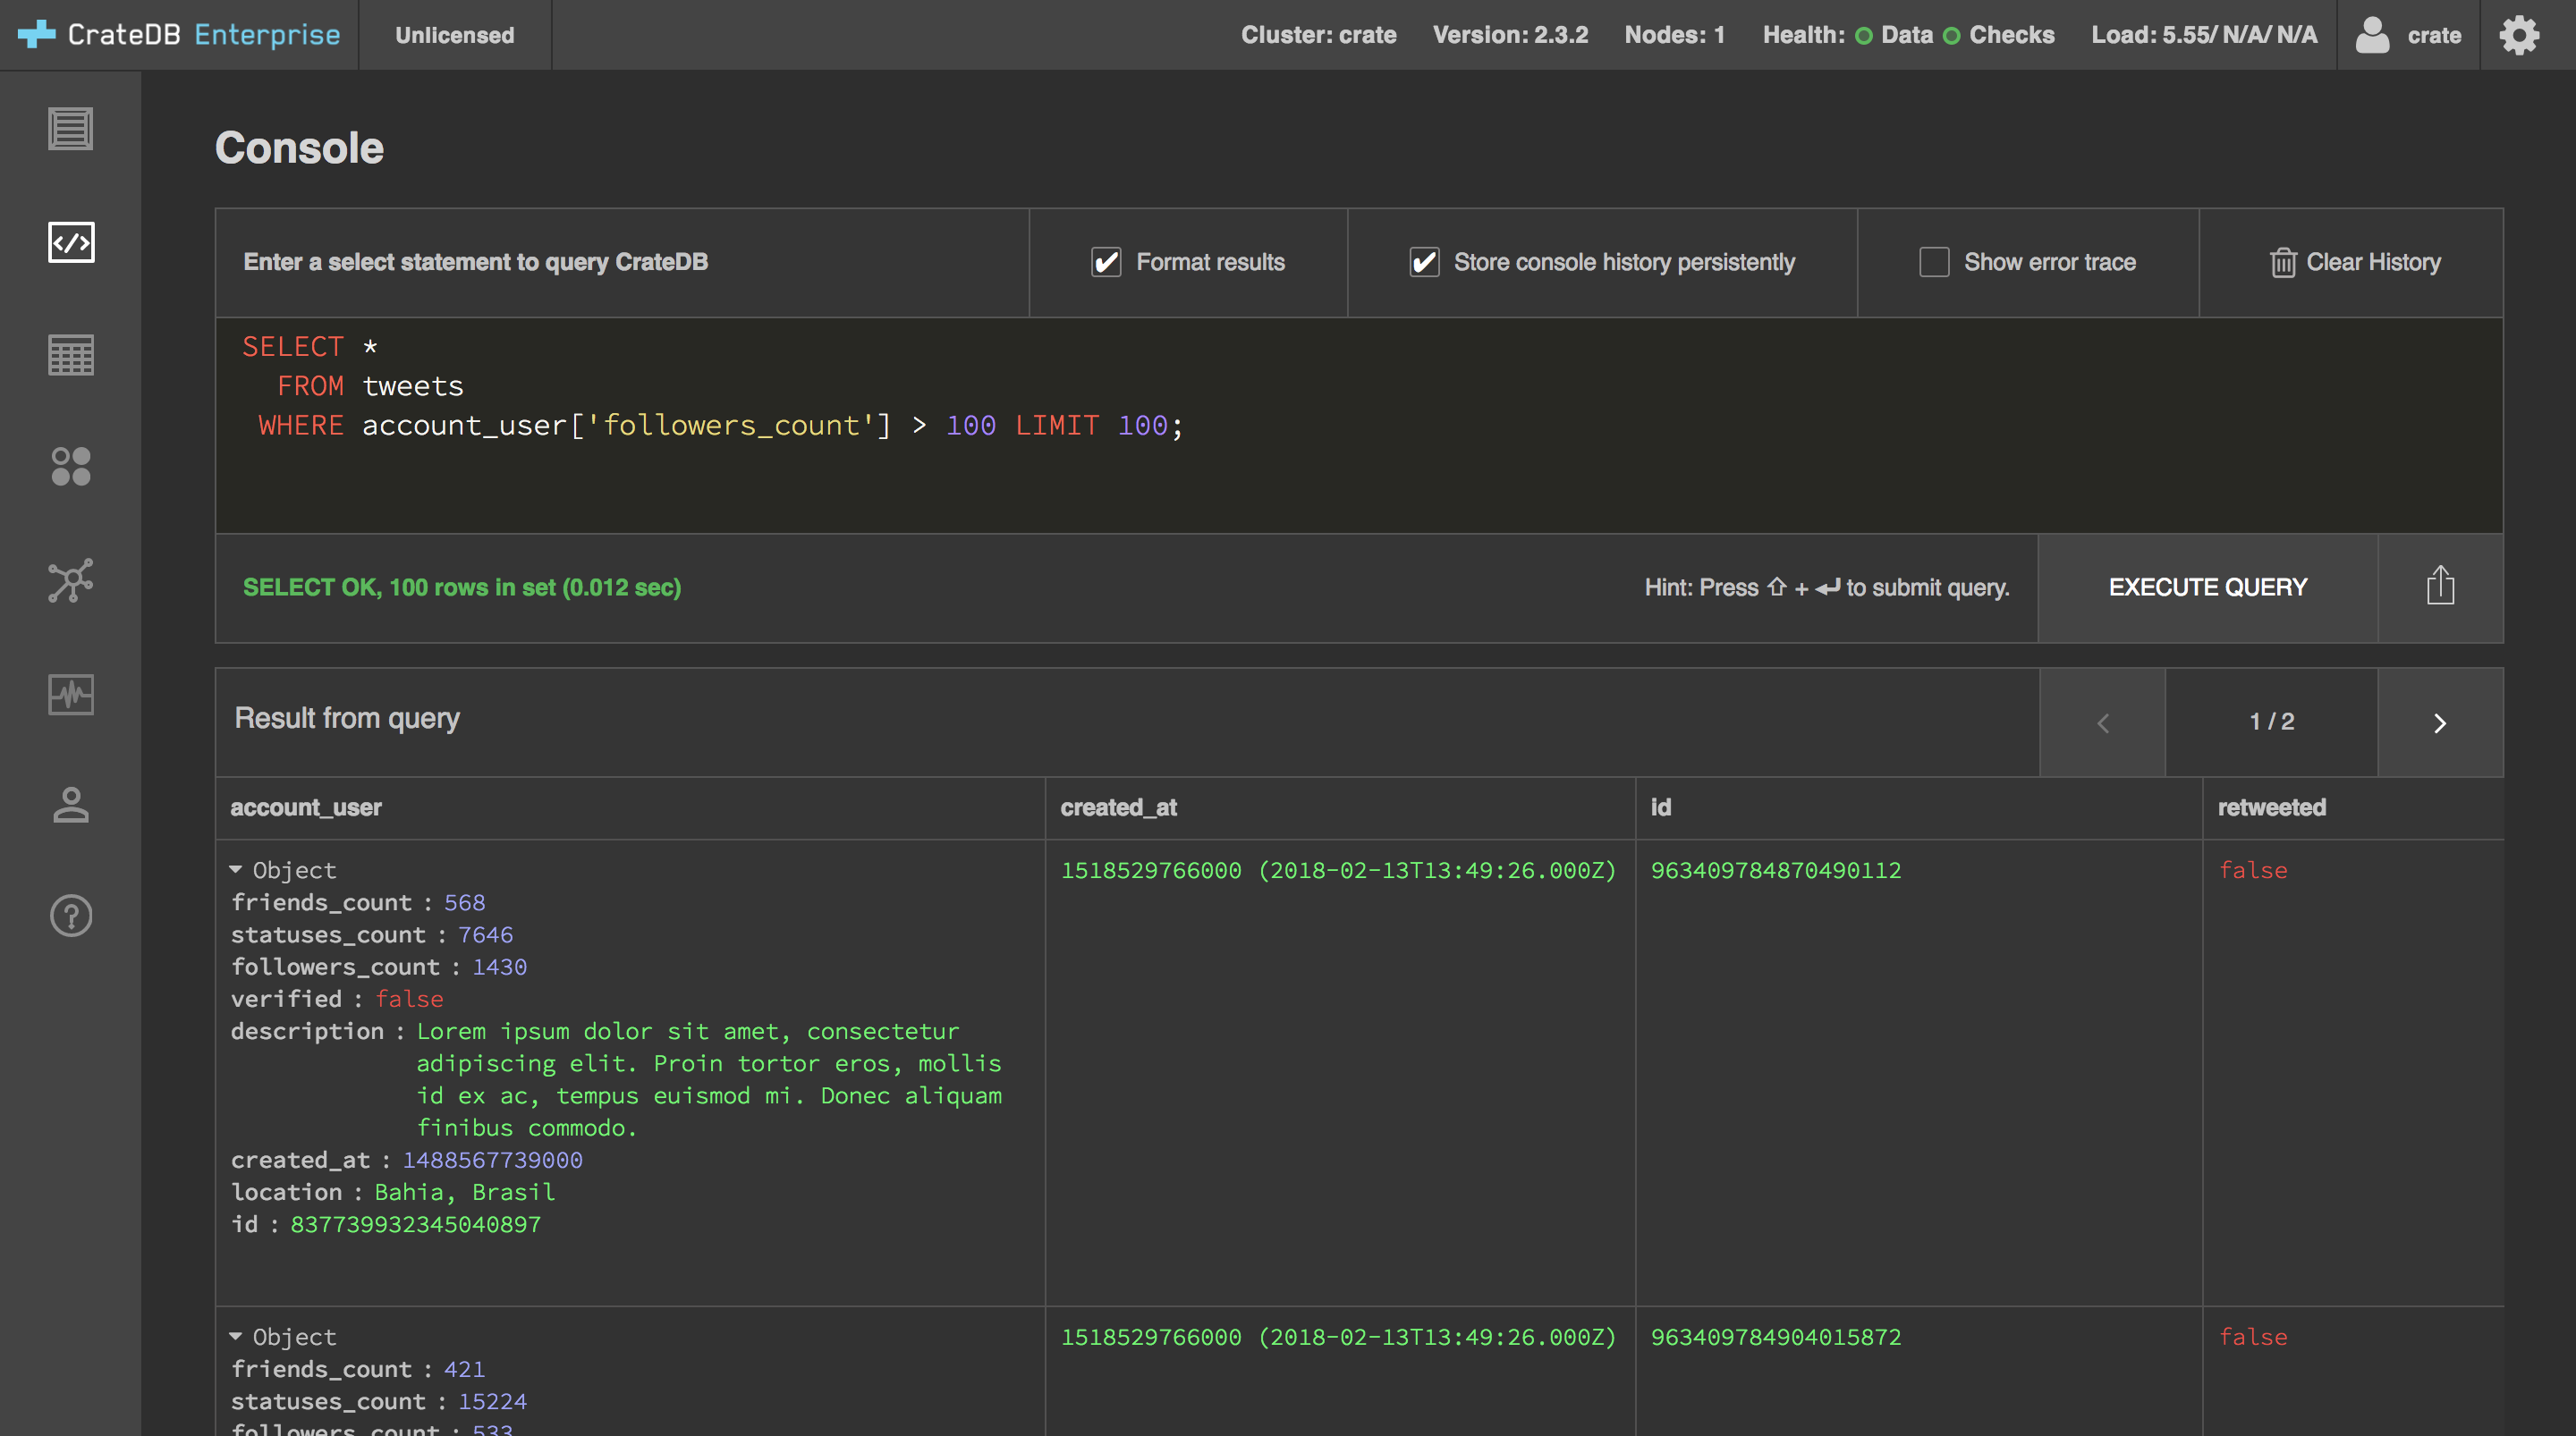 CrateDB Enterprise
Unlicensed
Cluster: crate
Version: 2.3.2
Nodes: 1
Health: Data Checks
Load: 5.55/ N/A/ N/A
crate
Console
Enter a select statement to query CrateDB
Format results
Store console history persistently
Show error trace
Clear History
SELECT *
FROM tweets
WHERE account_user['followers_count'] > 100 LIMIT 100;
SELECT OK, 100 rows in set (0.012 sec)
Hint: Press ⇧ + ↵ to submit query.
EXECUTE QUERY
Result from query
1 / 2
account_user
created_at
id
retweeted
Object
1518529766000 (2018-02-13T13:49:26.000Z)
963409784870490112
false
friends_count : 568
statuses_count : 7646
followers_count : 1430
verified : false
description : Lorem ipsum dolor sit amet, consectetur
adipiscing elit. Proin tortor eros, mollis
id ex ac, tempus euismod mi. Donec aliquam
finibus commodo.
created_at : 1488567739000
location : Bahia, Brasil
id : 837739932345040897
Object
1518529766000 (2018-02-13T13:49:26.000Z)
963409784904015872
false
friends_count : 421
statuses_count : 15224
followers_count : 533